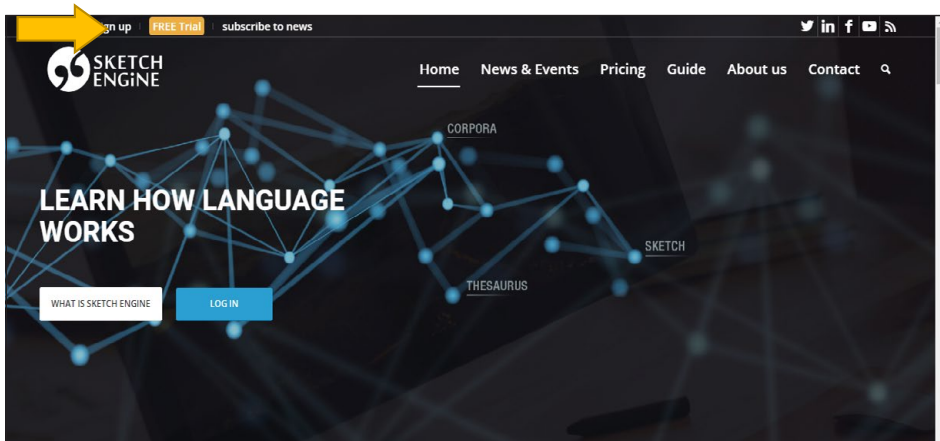 gn up FREE Trial subscribe to news
SKETCH
ENGiNE
Home News & Events Pricing Guide About us Contact
CORPORA
LEARN HOW LANGUAGE
WORKS
SKETCH
THESAURUS
WHAT IS SKETCH ENGINE LOG IN